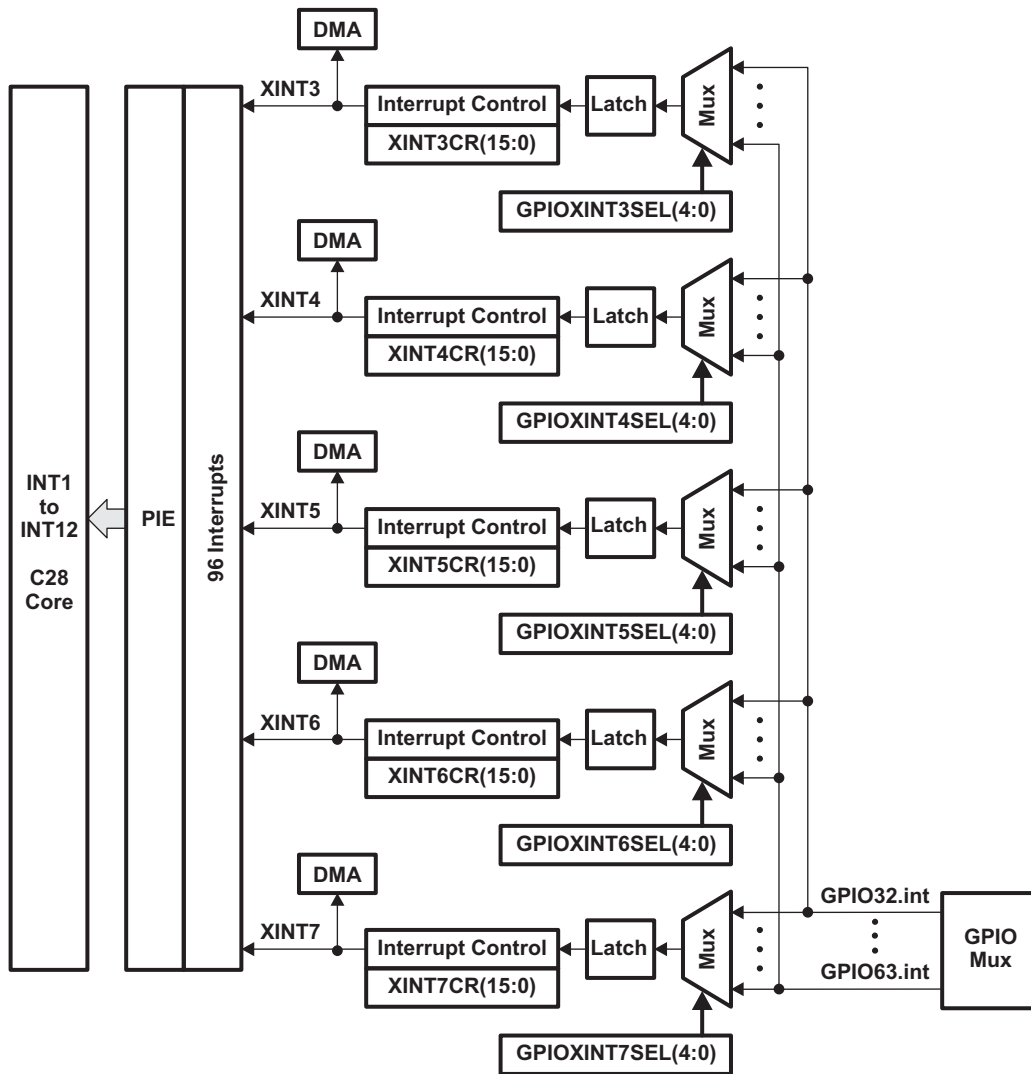 DMA
XINT3
Interrupt Control
XINT3CR(15:0)
Latch
Mux
GPIOXINT3SEL(4:0)
DMA
XINT4
Interrupt Control
XINT4CR(15:0)
Latch
Mux
GPIOXINT4SEL(4:0)
INT1
to
INT12
C28
Core
PIE
96 Interrupts
DMA
XINT5
Interrupt Control
XINT5CR(15:0)
Latch
Mux
GPIOXINT5SEL(4:0)
DMA
XINT6
Interrupt Control
XINT6CR(15:0)
Latch
Mux
GPIOXINT6SEL(4:0)
DMA
XINT7
Interrupt Control
XINT7CR(15:0)
Latch
Mux
GPIOXINT7SEL(4:0)
GPIO32.int
GPIO63.int
GPIO
Mux